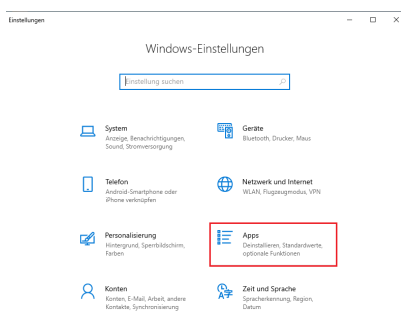 Einstellungen
Windows-Einstellungen
Einstellung suchen
System
Anzeige, Benachrichtigungen,
Sound, Stromversorgung
Geräte
Bluetooth, Drucker, Maus
Telefon
Android-Smartphone oder
iPhone verknüpfen
Netzwerk und Internet
WLAN, Flugzeugmodus, VPN
Personalisierung
Hintergrund, Sperrbildschirm,
Farben
Apps
Deinstallieren, Standardwerte,
optionale Funktionen
Konten
Konten, E-Mail, Arbeit, andere
Kontakte, Synchronisierung
Zeit und Sprache
Spracherkennung, Region,
Datum